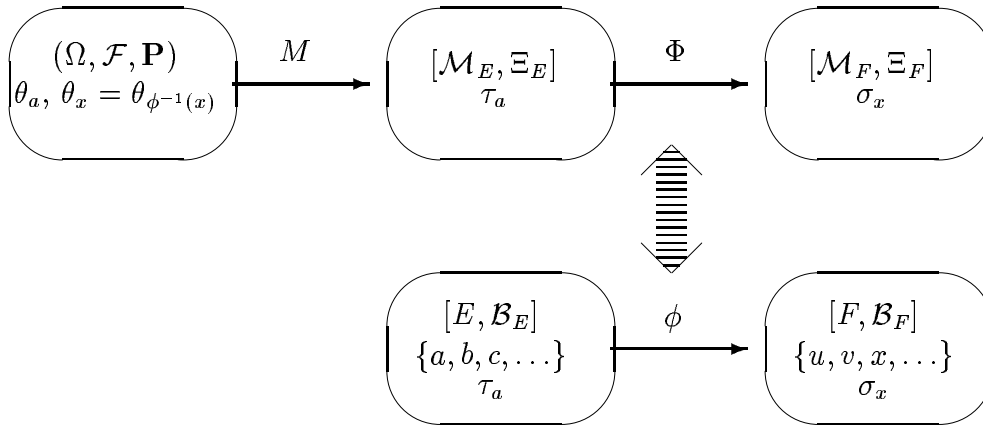 (Ω, ℱ, 𝐏)
θ_a, θ_x = θ_{ϕ^{-1}(x)}
M
[ℳ_E, Ξ_E]
τ_a
Φ
[ℳ_F, Ξ_F]
σ_x
[E, ℬ_E]
{a, b, c, …}
τ_a
ϕ
[F, ℬ_F]
{u, v, x, …}
σ_x